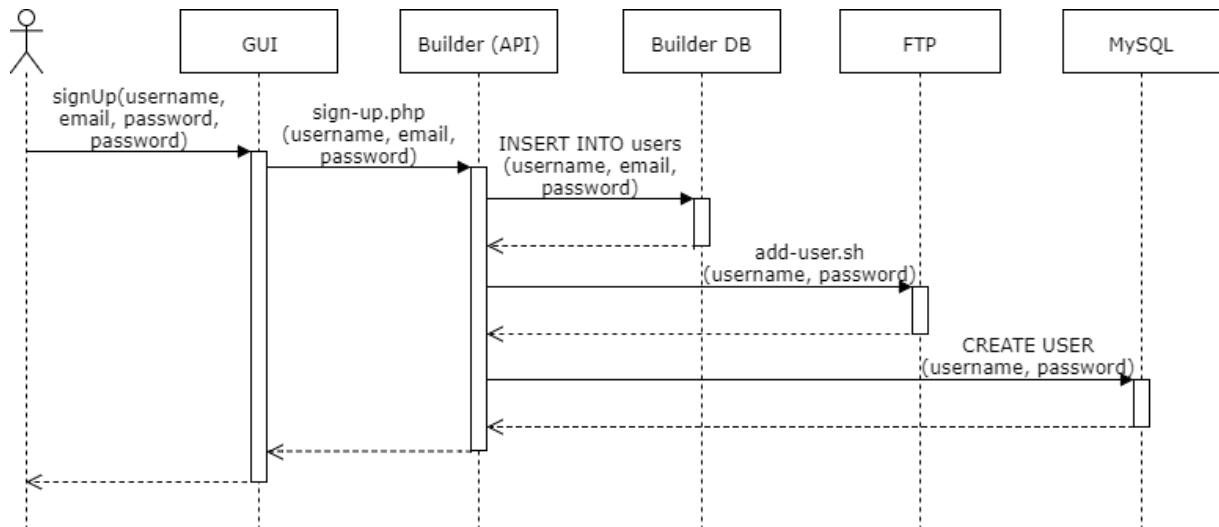 GUI
Builder (API)
Builder DB
FTP
MySQL
signUp(username,
email, password,
password)
sign-up.php
(username, email,
password)
INSERT INTO users
(username, email,
password)
add-user.sh
(username, password)
CREATE USER
(username, password)